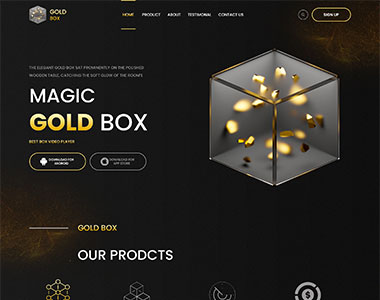 GOLD
BOX
HOME PRODUCT ABOUT TESTIMONIAL CONTACT US
SIGN UP
THE ELEGANT GOLD BOX SAT PROMINENTLY ON THE POLISHED
WOODEN TABLE, CATCHING THE SOFT GLOW OF THE ROOM'S
MAGIC
GOLD BOX
BEST BOX VIDEO PLAYER
DOWNLOAD FOR
ANDROID
DOWNLOAD FOR
APP STORE
GOLD BOX
OUR PRODCTS